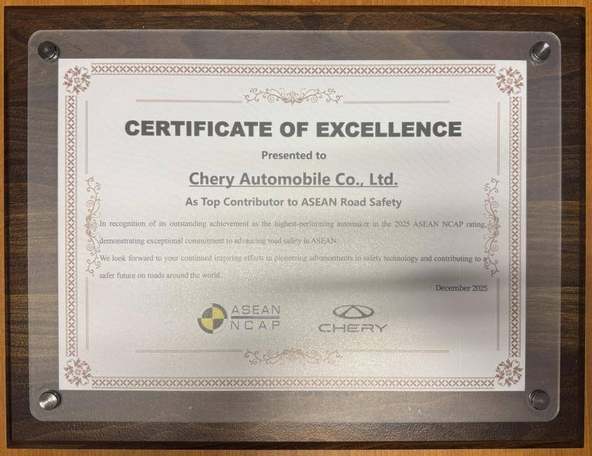 CERTIFICATE OF EXCELLENCE
Presented to
Chery Automobile Co., Ltd.
As Top Contributor to ASEAN Road Safety
In recognition of its outstanding achievement as the highest-performing automaker in the 2025 ASEAN NCAP rating,
demonstrating exceptional commitment to advancing road safety in ASEAN.
We look forward to your continued inspiring efforts in pioneering advancements in safety technology and contributing to a
safer future on roads around the world.
December 2025
ASEAN
NCAP
CHERY